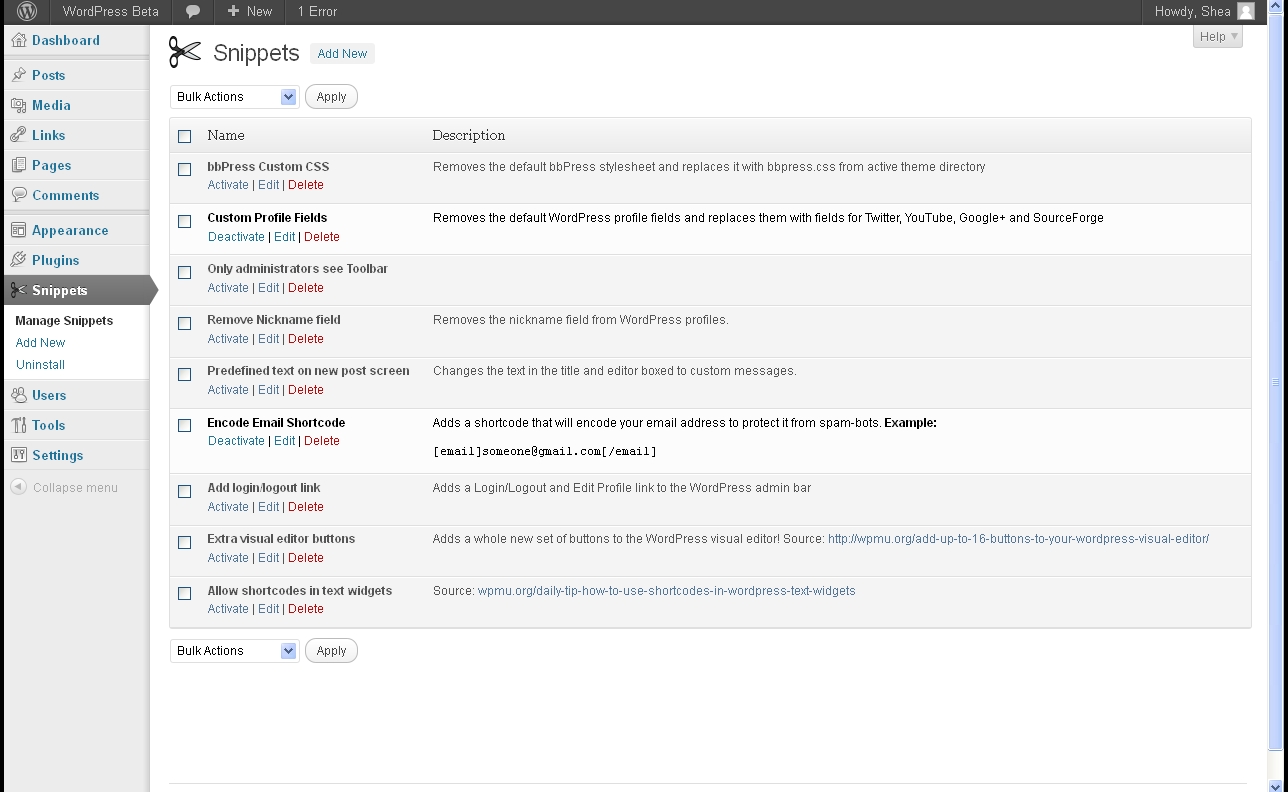 WordPress Beta
New
1 Error
Howdy, Shea
Help
Dashboard
Posts
Media
Links
Pages
Comments
Appearance
Plugins
Snippets
Manage Snippets
Add New
Uninstall
Users
Tools
Settings
Collapse menu
Snippets Add New
Bulk Actions Apply
Name Description
bbPress Custom CSS Removes the default bbPress stylesheet and replaces it with bbpress.css from active theme directory
Activate | Edit | Delete
Custom Profile Fields Removes the default WordPress profile fields and replaces them with fields for Twitter, YouTube, Google+ and SourceForge
Deactivate | Edit | Delete
Only administrators see Toolbar
Activate | Edit | Delete
Remove Nickname field Removes the nickname field from WordPress profiles.
Activate | Edit | Delete
Predefined text on new post screen Changes the text in the title and editor boxed to custom messages.
Activate | Edit | Delete
Encode Email Shortcode Adds a shortcode that will encode your email address to protect it from spam-bots. Example:
Deactivate | Edit | Delete
[email]someone@gmail.com[/email]
Add login/logout link Adds a Login/Logout and Edit Profile link to the WordPress admin bar
Activate | Edit | Delete
Extra visual editor buttons Adds a whole new set of buttons to the WordPress visual editor! Source: http://wpmu.org/add-up-to-16-buttons-to-your-wordpress-visual-editor/
Activate | Edit | Delete
Allow shortcodes in text widgets Source: wpmu.org/daily-tip-how-to-use-shortcodes-in-wordpress-text-widgets
Activate | Edit | Delete
Bulk Actions Apply